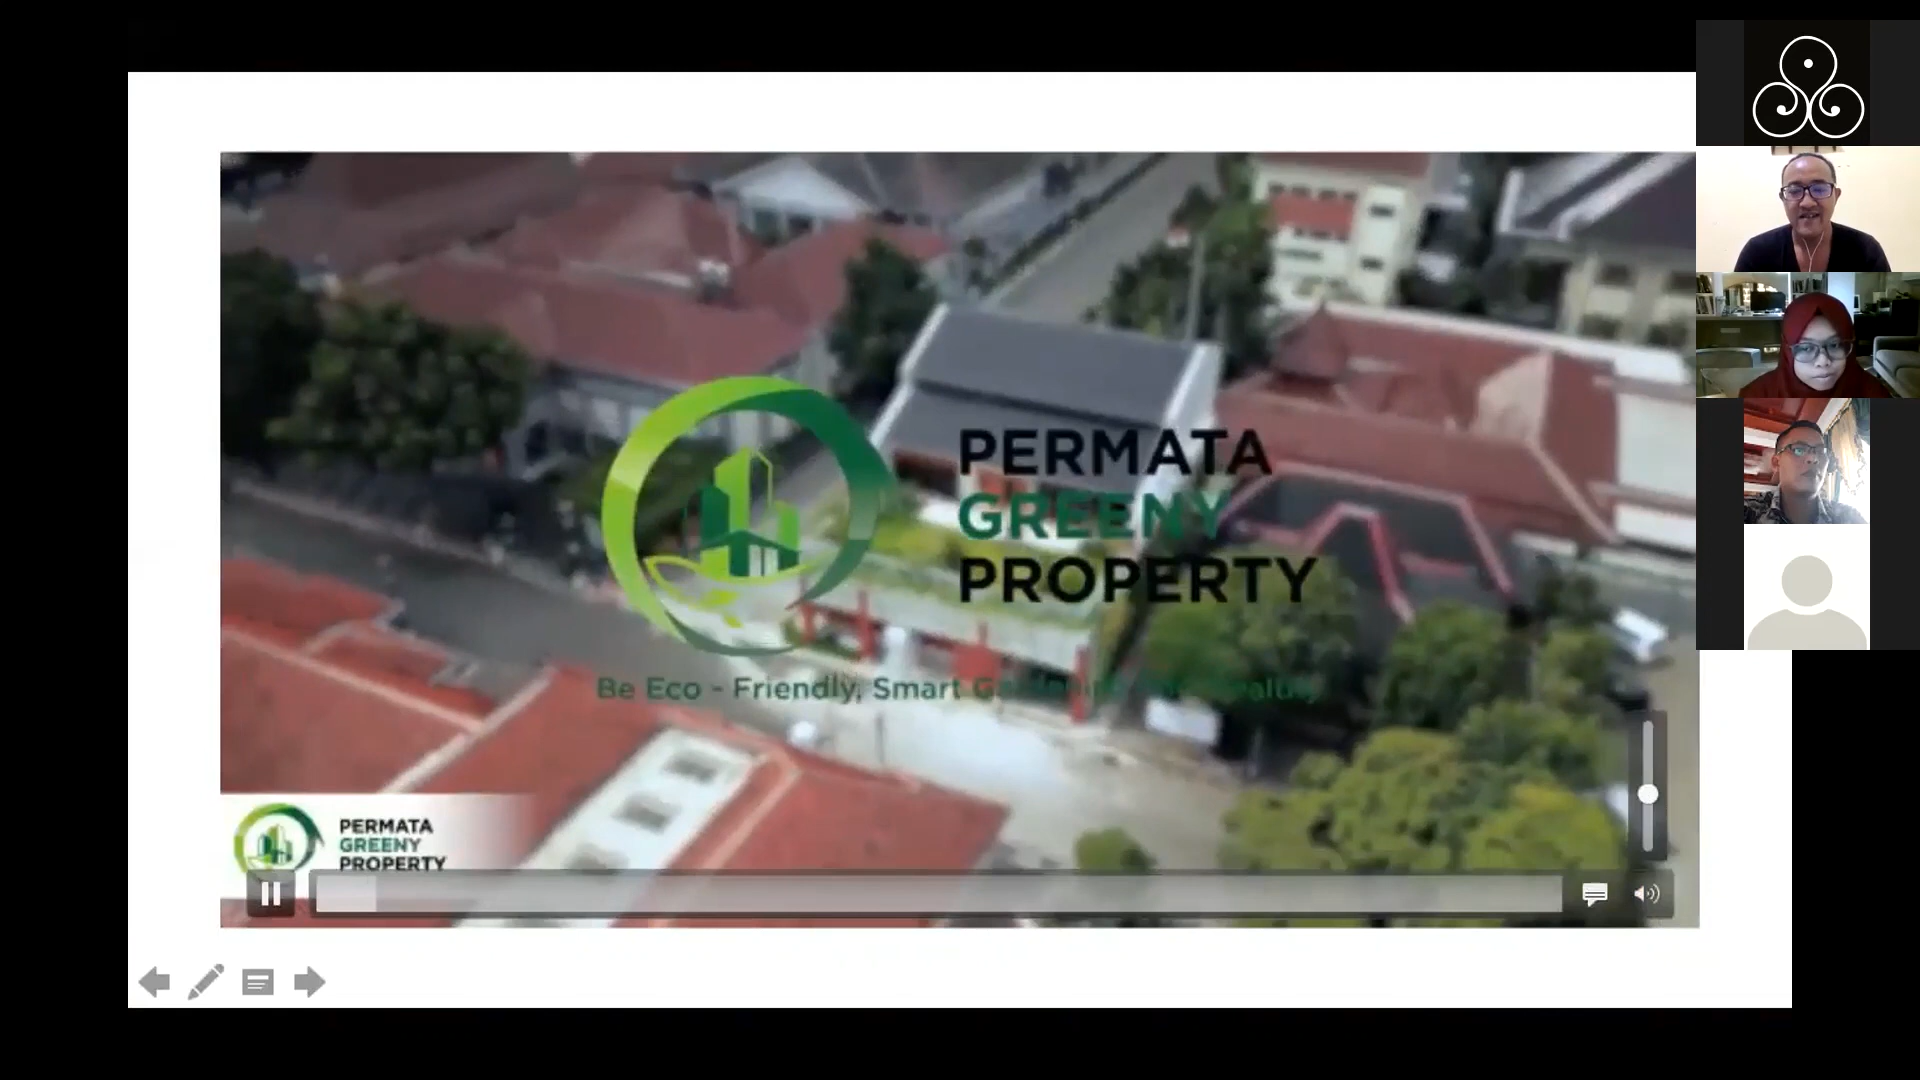 PERMATA
GREENY
PROPERTY
Be Eco - Friendly, Smart
PERMATA
GREENY
PROPERTY